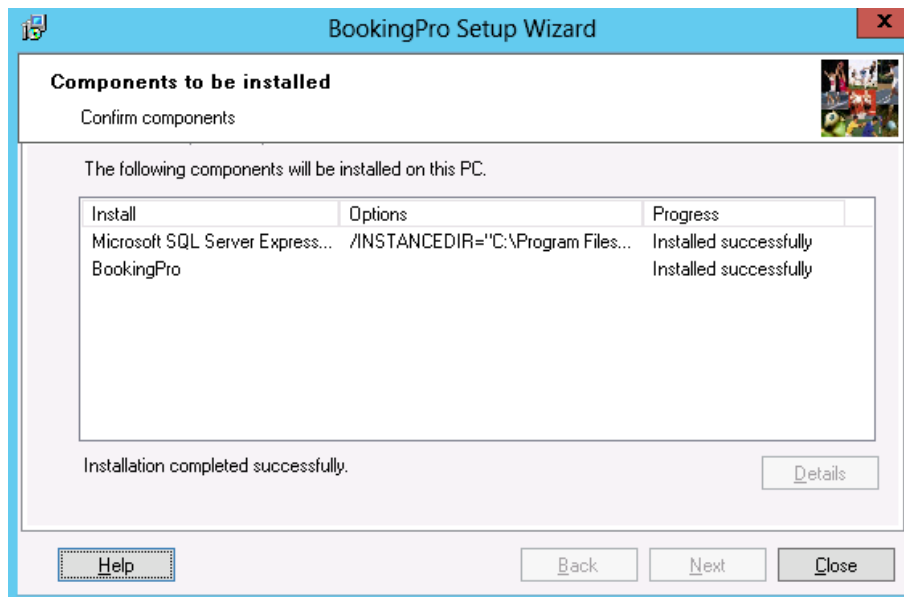 BookingPro Setup Wizard
x
Components to be installed
Confirm components
The following components will be installed on this PC.
Install Options Progress
Microsoft SQL Server Express... /INSTANCEDIR="C:\Program Files... Installed successfully
BookingPro Installed successfully
Installation completed successfully.
Details
Help Back Next Close